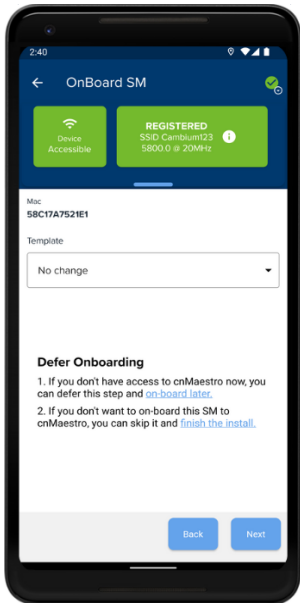 2:40
OnBoard SM
Device
Accessible
REGISTERED
SSID Cambium123
5800.0 @ 20MHz
Mac
58C17A7521E1
Template
No change
Defer Onboarding
1. If you don't have access to cnMaestro now, you
can defer this step and on-board later.
2. If you don't want to on-board this SM to
cnMaestro, you can skip it and finish the install.
Back
Next